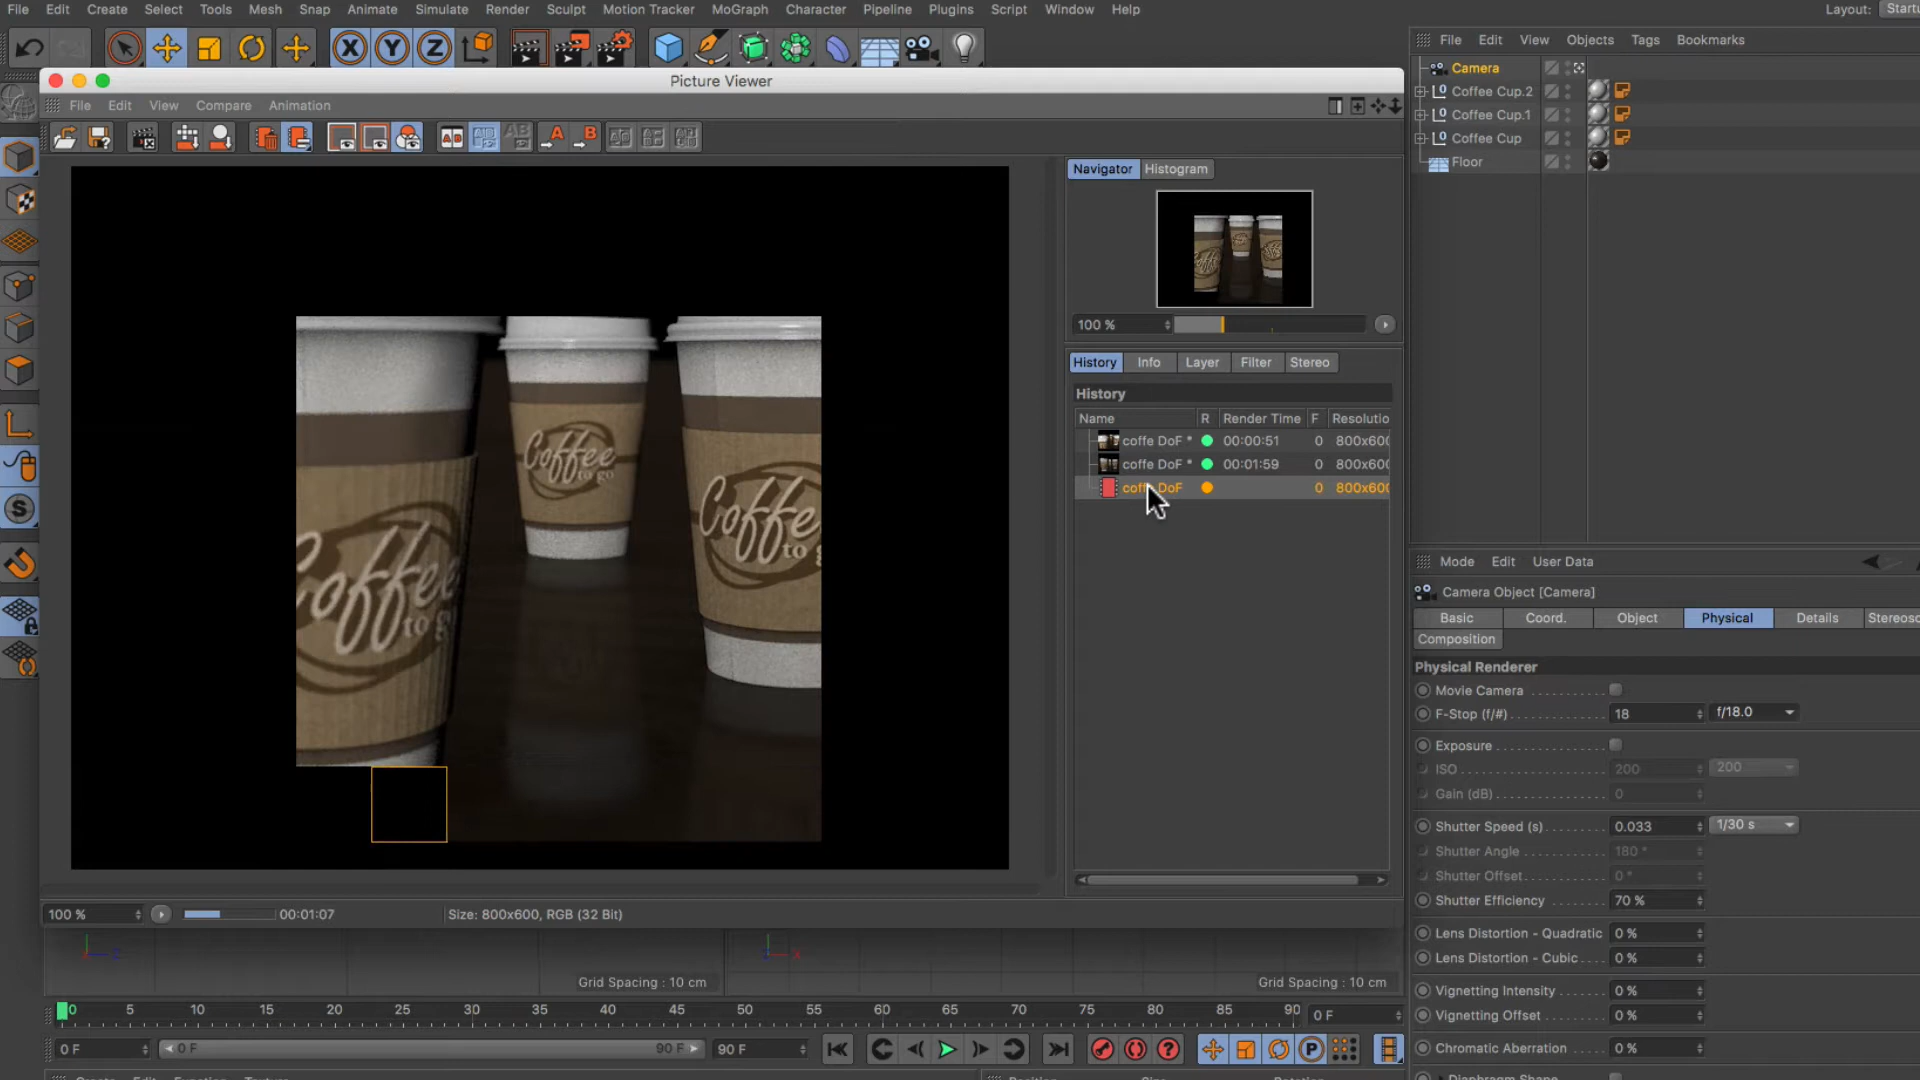 File Edit Create Select Tools Mesh Snap Animate Simulate Render Sculpt Motion Tracker MoGraph Character Pipeline Plugins Script Window Help Layout:
X Y Z
File Edit View Objects Tags Bookmarks
Picture Viewer
Camera
File Edit View Compare Animation
Coffee Cup.2
Coffee Cup.1
Coffee Cup
Floor
Navigator Histogram
100 %
History Info Layer Filter Stereo
History
Name R Render Time F
coffe DoF * 00:00:51 0
coffe DoF * 00:01:59 0
coffe DoF 0
Coffee
to go
Coffee
to
Coffee
to
Mode Edit User Data
Camera Object [Camera]
Basic Coord. Object Physical Details
Composition
Physical Renderer
Movie Camera
F-Stop (f/#) 18 f/18.0
Exposure
ISO 200 200
Gain (dB) 0
Shutter Speed (s) 0.033 1/30 s
Shutter Angle 180 °
Shutter Offset 0 °
Shutter Efficiency 70 %
Lens Distortion - Quadratic 0 %
Lens Distortion - Cubic 0 %
Vignetting Intensity 0 %
Vignetting Offset 0 %
Chromatic Aberration 0 %
Diaphragm Shape
100 % 00:01:07 Size: 800x600, RGB (32 Bit)
Grid Spacing : 10 cm Grid Spacing : 10 cm
0 5 10 15 20 25 30 35 40 45 50 55 60 65 70 75 80 85 90 0 F
0 F 0 F 90 F 90 F